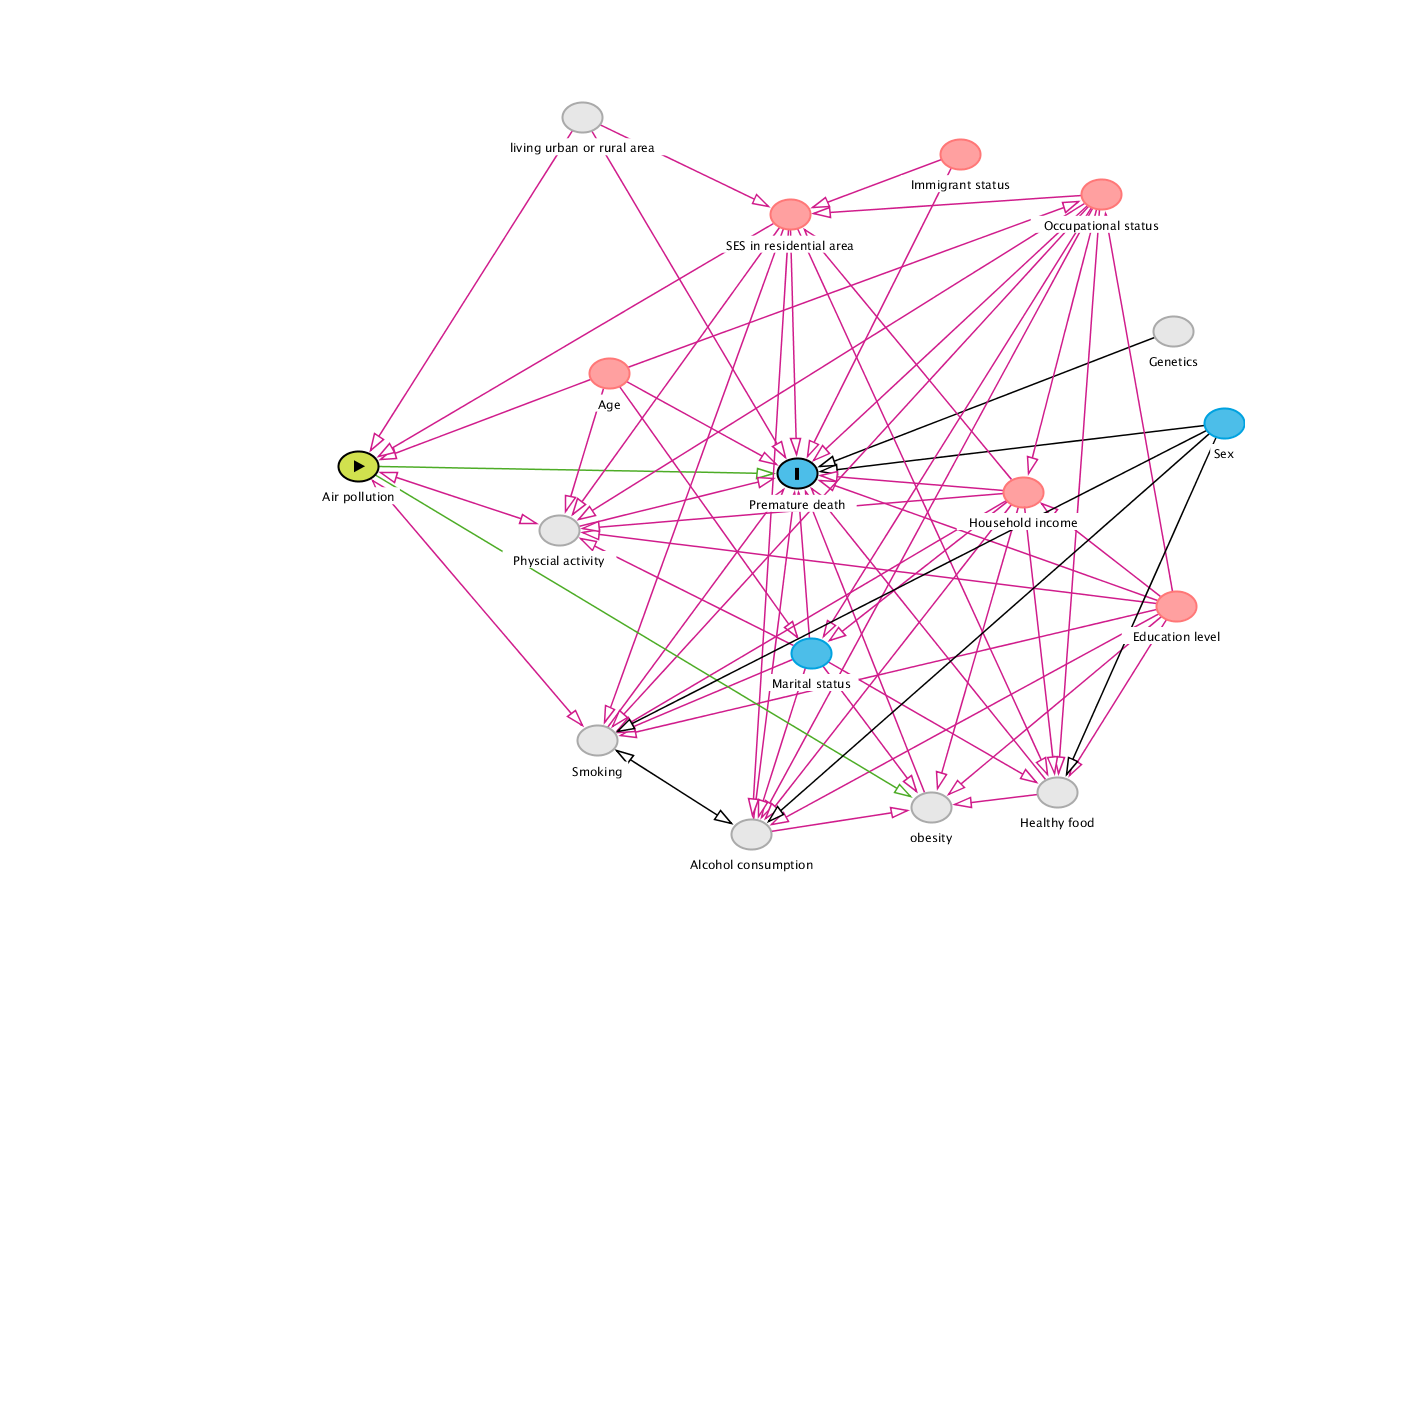 living urban or rural area
Immigrant status
Occupational status
SES in residential area
Genetics
Age
Sex
Air pollution
Premature death
Household income
Physcial activity
Education level
Marital status
Smoking
Healthy food
obesity
Alcohol consumption